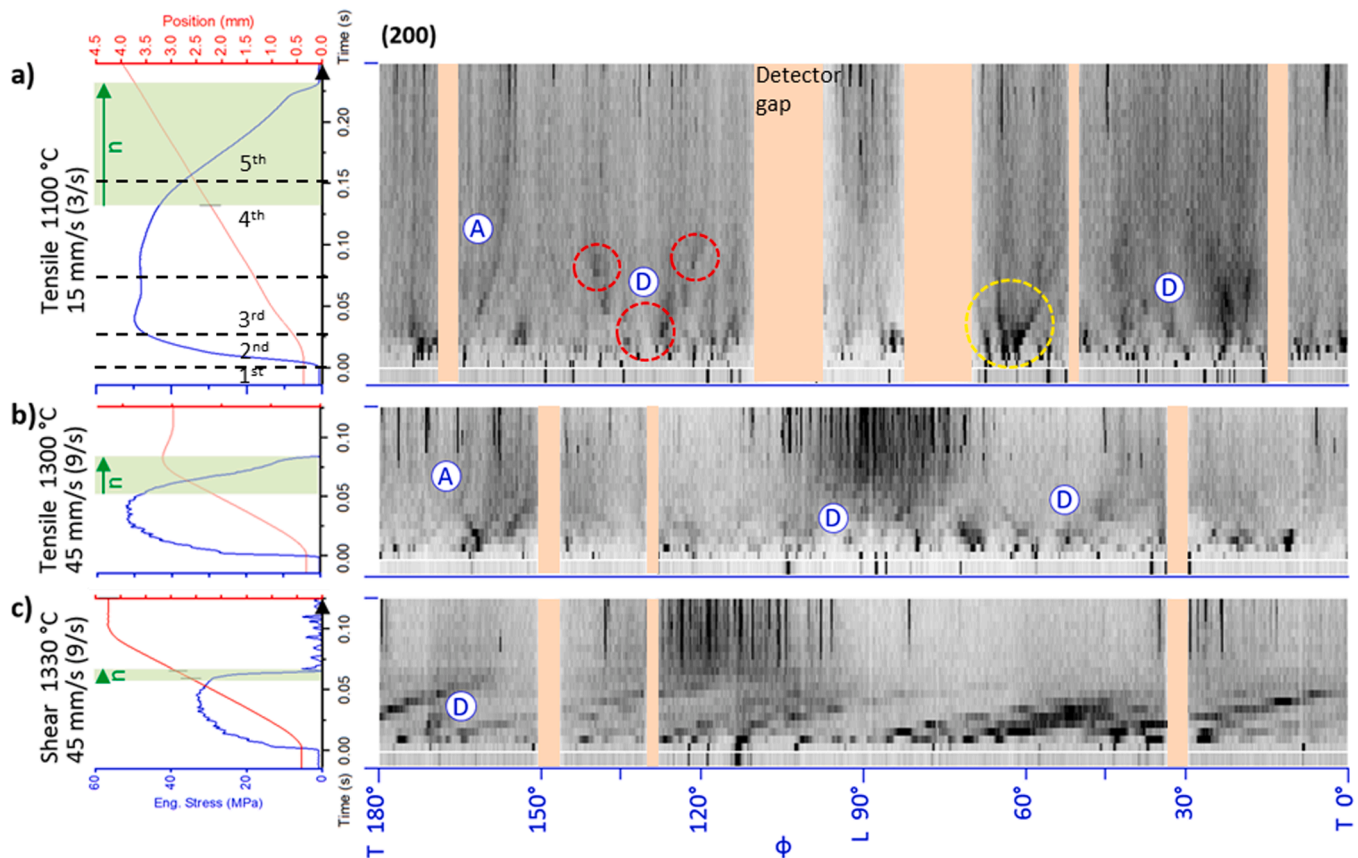 Position (mm)
4.5 4.0 3.5 3.0 2.5 2.0 1.5 1.0 0.5 0.0
Time (s)
(200)
a)
Tensile 1100 °C
15 mm/s (3/s)
n
5th
4th
3rd
2nd
1st
0.20
0.15
0.10
0.05
0.00
Detector
gap
A
D
D
b)
Tensile 1300°C
45 mm/s (9/s)
n
0.10
0.05
0.00
A
D
D
c)
Shear 1330 °C
45 mm/s (9/s)
n
0.10
0.05
0.00
D
60 40 20 0
Eng. Stress (MPa)
Time (s)
T 180° 150° 120° L 90° 60° 30° T 0°
ϕ